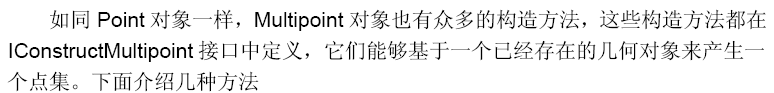 如同 Point 对象一样，Multipoint 对象也有众多的构造方法，这些构造方法都在
IConstructMultipoint 接口中定义，它们能够基于一个已经存在的几何对象来产生一
个点集。下面介绍几种方法